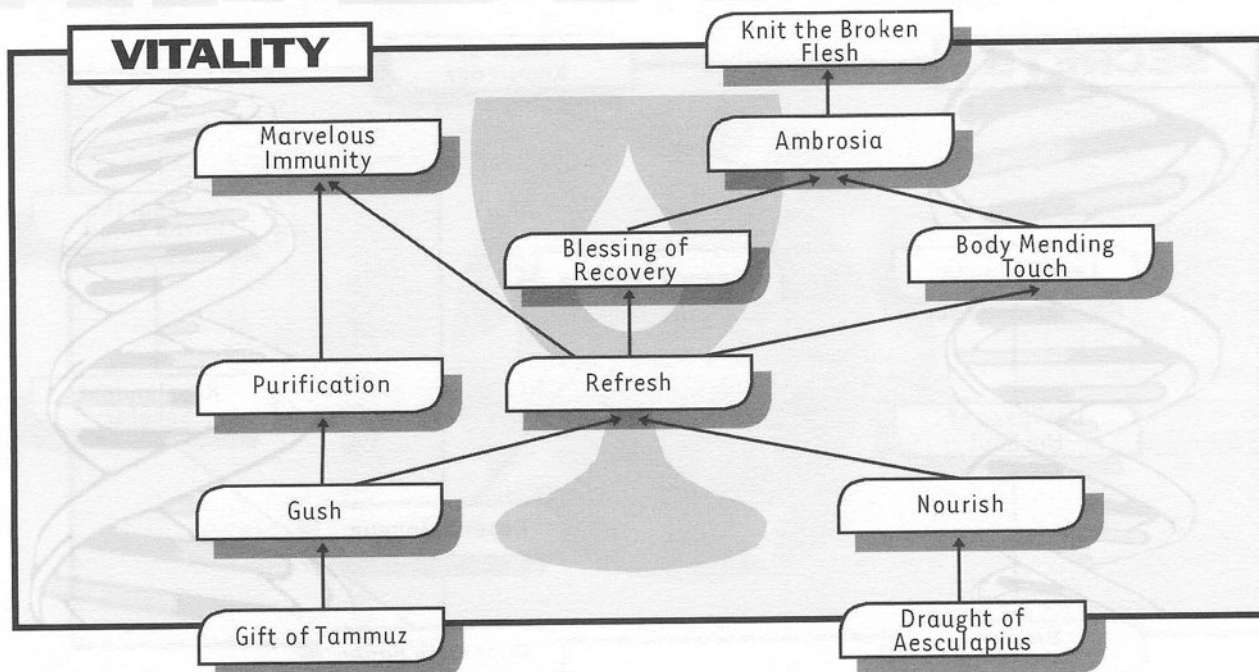 VITALITY
Knit the Broken
Flesh
Marvelous
Immunity
Ambrosia
Blessing of
Recovery
Body Mending
Touch
Purification
Refresh
Gush
Nourish
Gift of Tammuz
Draught of
Aesculapius